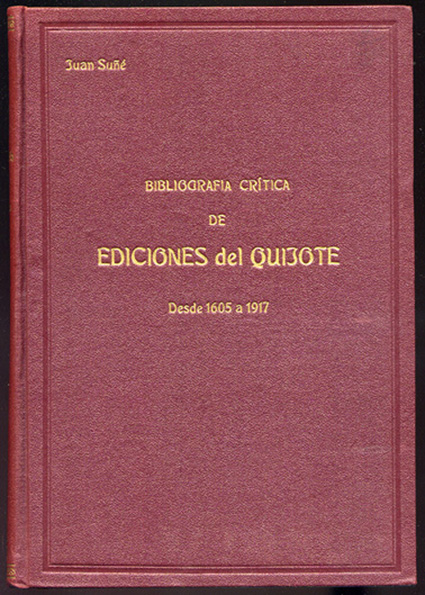 Juan Suñé
BIBLIOGRAFIA CRÍTICA
DE
EDICIONES del QUIJOTE
Desde 1605 a 1917